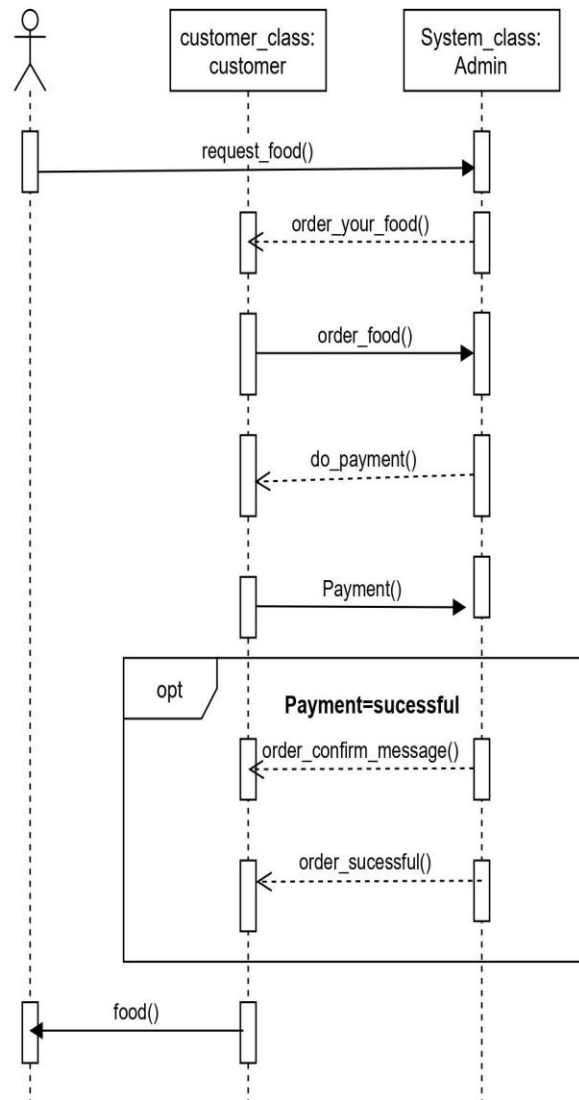 customer_class:
customer
System_class:
Admin
request_food()
order_your_food()
order_food()
do_payment()
Payment()
opt
Payment=sucessful
order_confirm_message()
order_sucessful()
food()